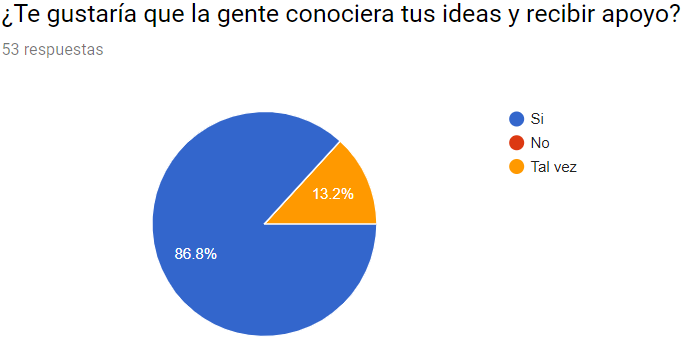 ¿Te gustaría que la gente conociera tus ideas y recibir apoyo?
53 respuestas
Si
No
Tal vez
13.2%
86.8%